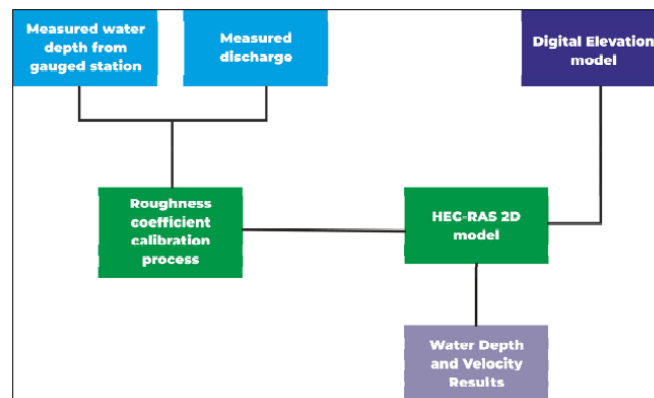 Measured water
depth from
gauged station
Measured
discharge
Digital Elevation
model
Roughness
coefficient
calibration
process
HEC-RAS 2D
model
Water Depth
and Velocity
Results